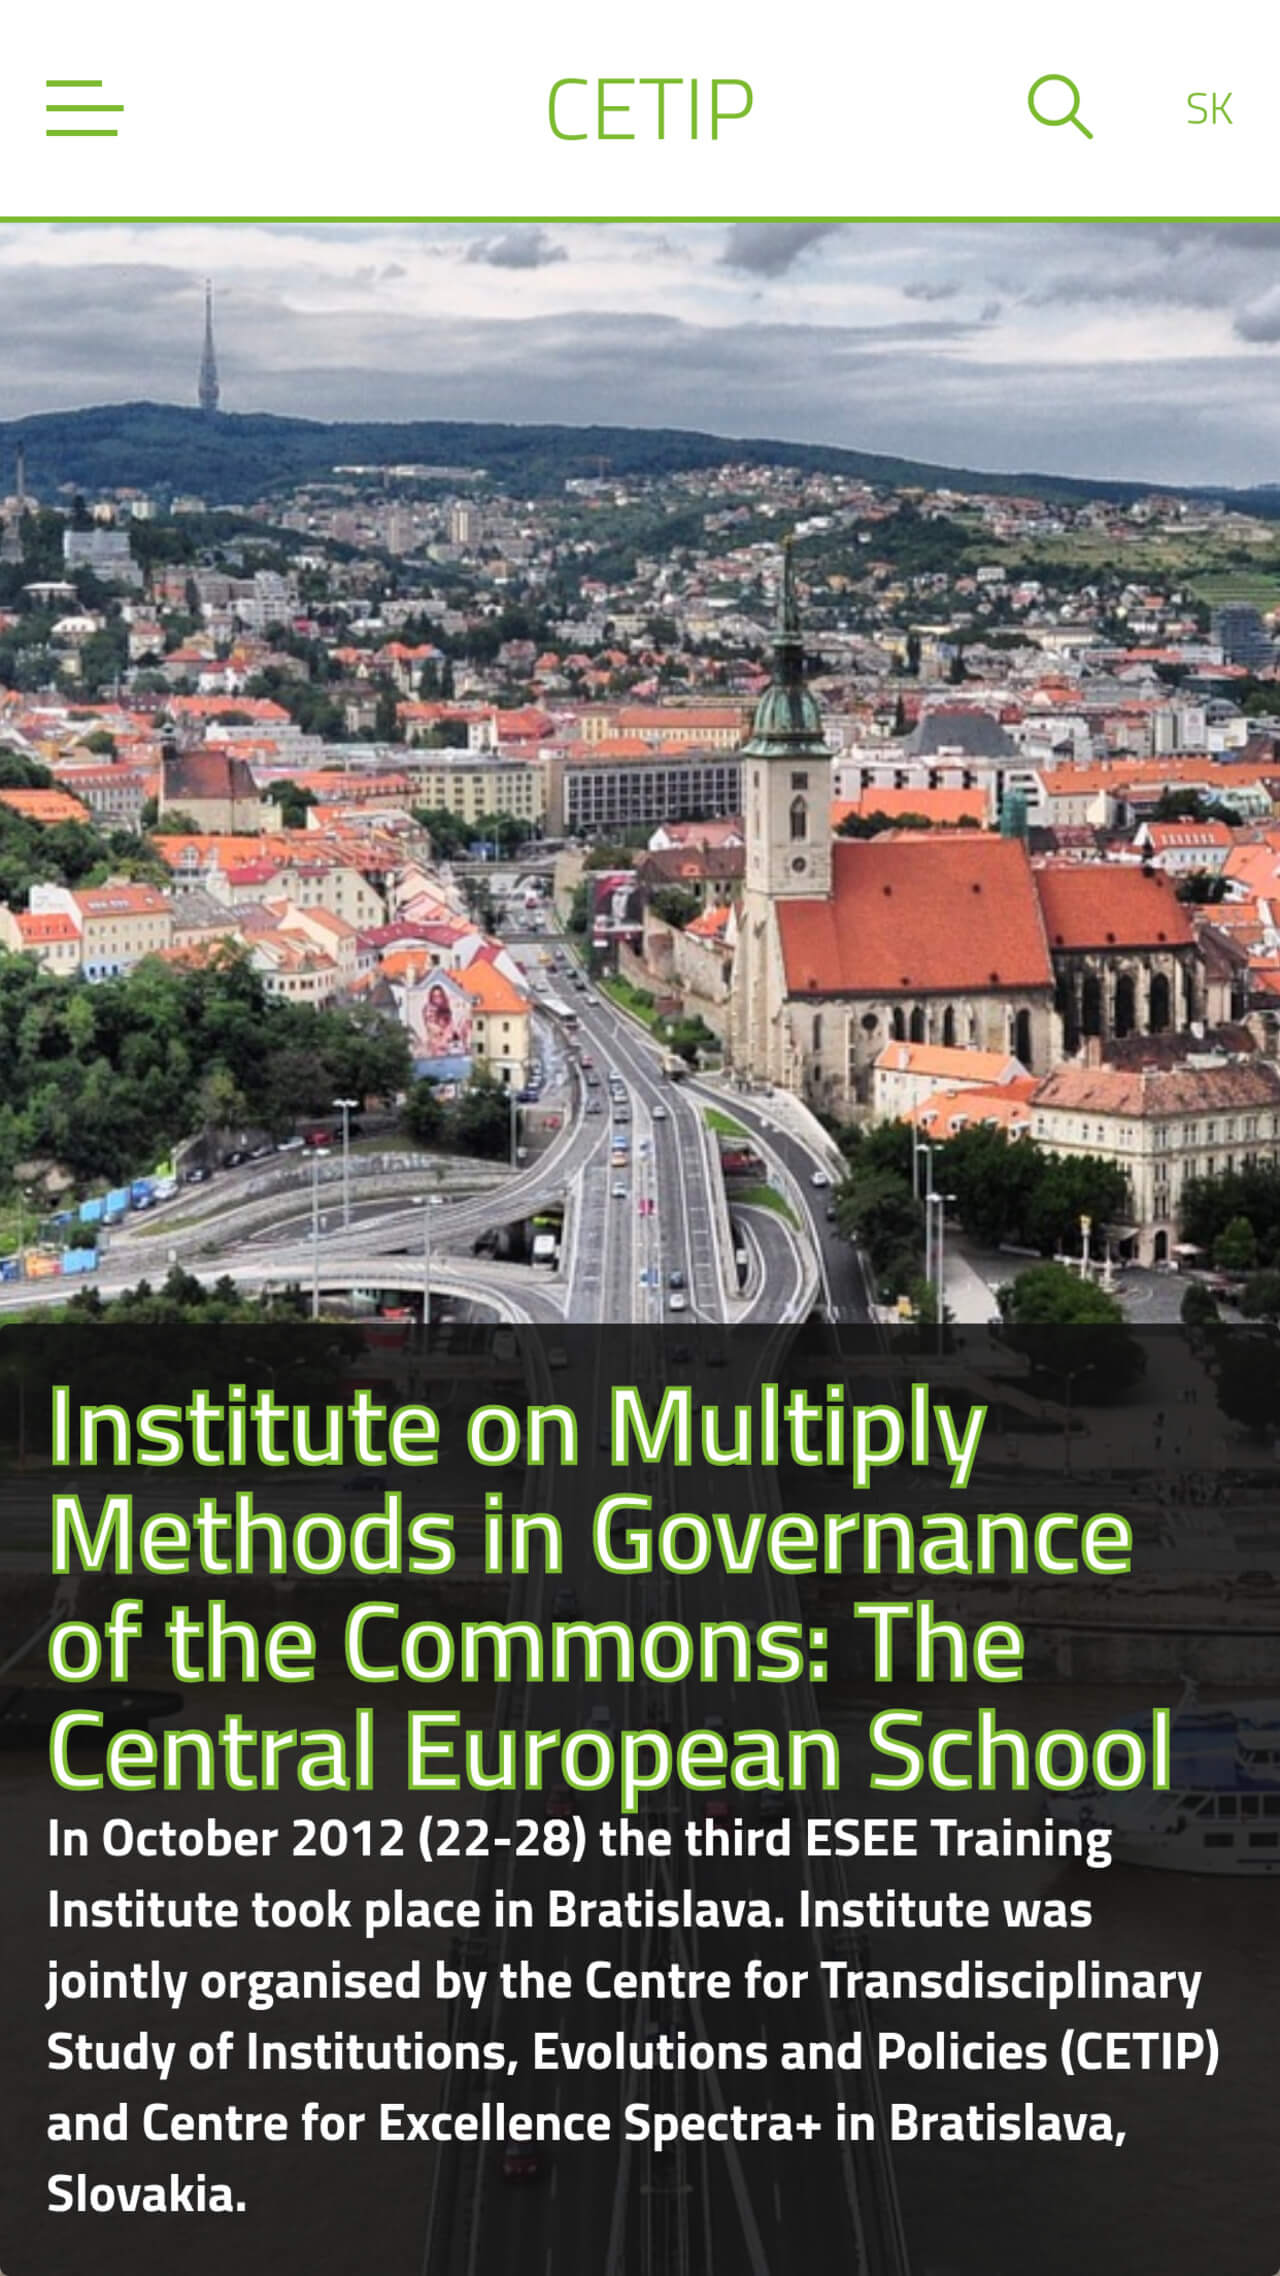 CETIP
SK
Institute on Multiply
Methods in Governance
of the Commons: The
Central European School
In October 2012 (22-28) the third ESEE Training
Institute took place in Bratislava. Institute was
jointly organised by the Centre for Transdisciplinary
Study of Institutions, Evolutions and Policies (CETIP)
and Centre for Excellence Spectra+ in Bratislava,
Slovakia.